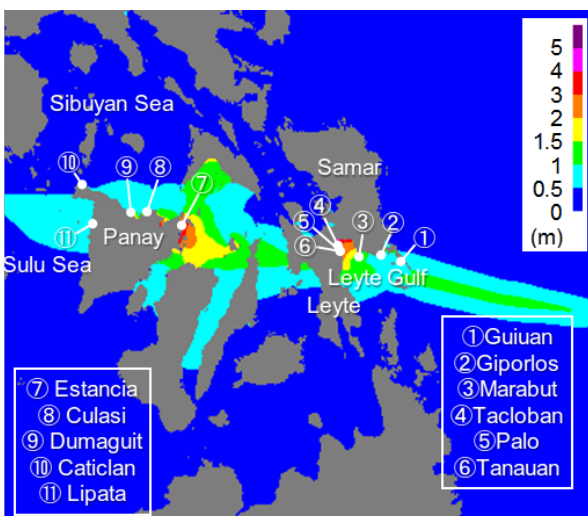 5
4
3
2
1.5
1
0.5
0
(m)
Sibuyan Sea
Samar
⑩
⑨
⑧
⑦
④
⑤
⑥
③
②
①
⑪
Panay
Sulu Sea
Leyte Gulf
Leyte
①Guiuan
②Giporlos
③Marabut
④Tacloban
⑤Palo
⑥Tanauan
⑦ Estancia
⑧ Culasi
⑨ Dumaguit
⑩ Caticlan
⑪ Lipata